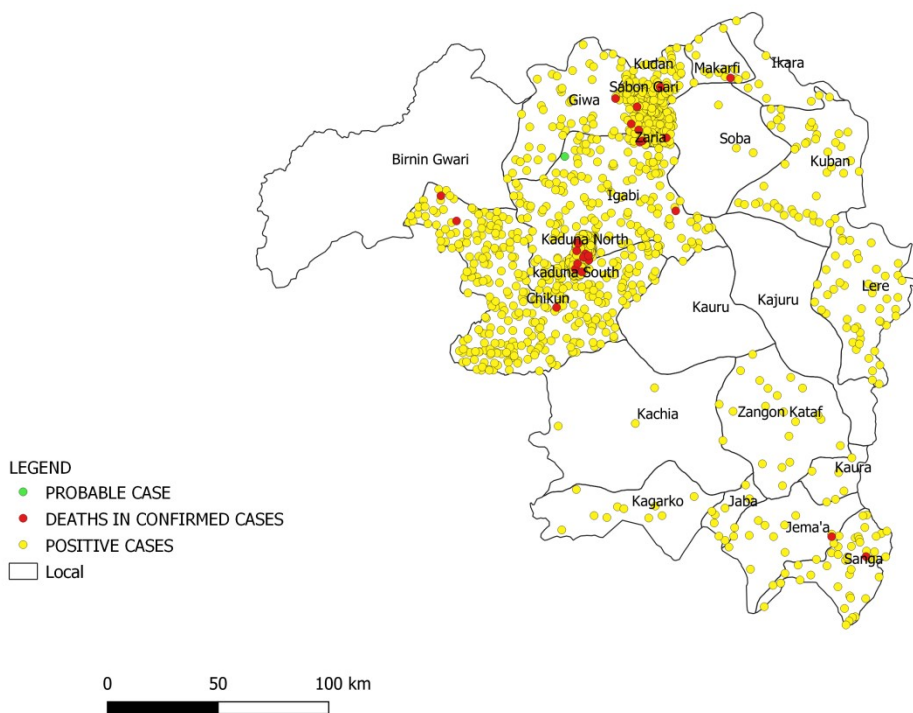 Kudan
Makarfi
Ikara
Sabon Gari
Giwa
Zaria
Soba
Birnin Gwari
Kuban
Igabi
Kaduna North
kaduna South
Chikun
Kauru
Kajuru
Lere
Kachia
Zangon Kataf
Kaura
Kagarko
Jaba
Jema'a
Sanga
LEGEND
PROBABLE CASE
DEATHS IN CONFIRMED CASES
POSITIVE CASES
Local
0 50 100 km